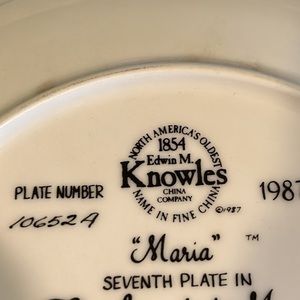 NORTH AMERICA'S OLDEST
1854
Edwin M.
Knowles
CHINA
COMPANY
NAME IN FINE CHINA
©1987
PLATE NUMBER
106524
1987
"Maria" ™
SEVENTH PLATE IN